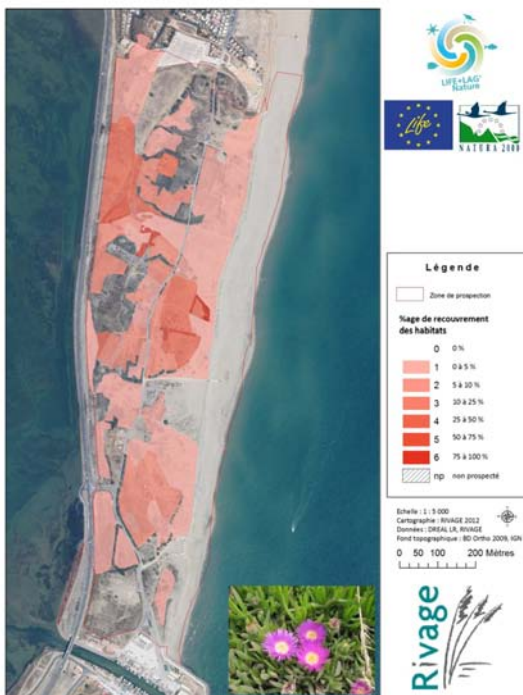 LIFE+LAG'
Nature
Life
NATURA 2000
Légende
Zone de prospection
%age de recouvrement
des habitats
0 0 %
1 0 à 5 %
2 5 à 10 %
3 10 à 25 %
4 25 à 50 %
5 50 à 75 %
6 75 à 100 %
np non prospecté
Echelle : 1 : 5 000
Cartographie : RIVAGE 2012
Données : DREAL LR, RIVAGE
Fond topographique : BD Ortho 2009, IGN
0 50 100 200 Mètres
Rivage